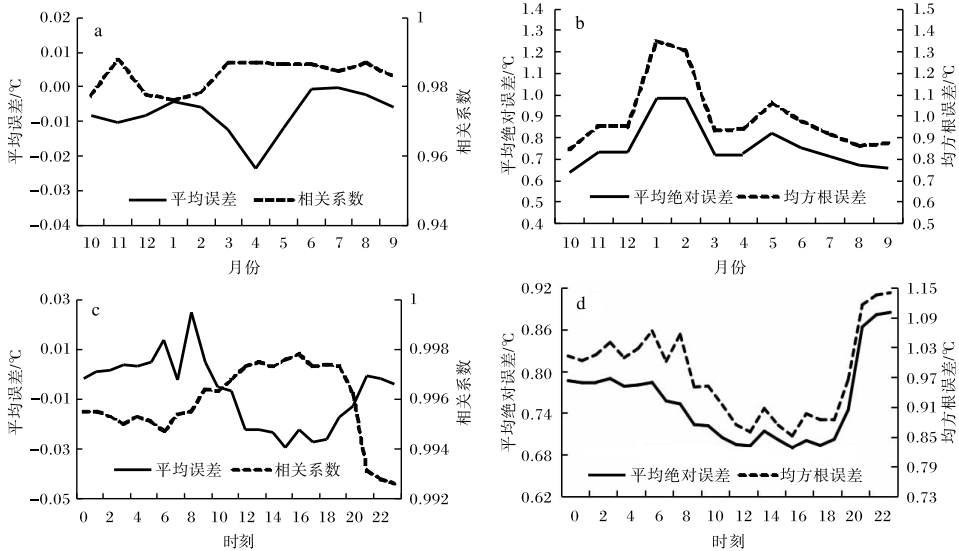 a
平均误差/℃
0.02
0.01
0.00
−0.01
−0.02
−0.03
−0.04
1
0.98
0.96
0.94
相关系数
平均误差 相关系数
10 11 12 1 2 3 4 5 6 7 8 9
月份
b
平均绝对误差/℃
1.4
1.3
1.2
1.1
1.0
0.9
0.8
0.7
0.6
0.5
0.4
1.5
1.4
1.3
1.3
1.1
1.0
0.9
0.8
0.7
0.6
0.5
均方根误差/℃
平均绝对误差 均方根误差
10 11 12 1 2 3 4 5 6 7 8 9
月份
c
平均误差/℃
0.03
0.01
−0.01
−0.03
−0.05
1
0.998
0.996
0.994
0.992
相关系数
平均误差 相关系数
0 2 4 6 8 10 12 14 16 18 20 22
时刻
d
平均绝对误差/℃
0.92
0.86
0.80
0.74
0.68
0.62
1.15
1.09
1.03
0.97
0.91
0.85
0.79
0.73
均方根误差/℃
平均绝对误差 均方根误差
0 2 4 6 8 10 12 14 16 18 20 22
时刻